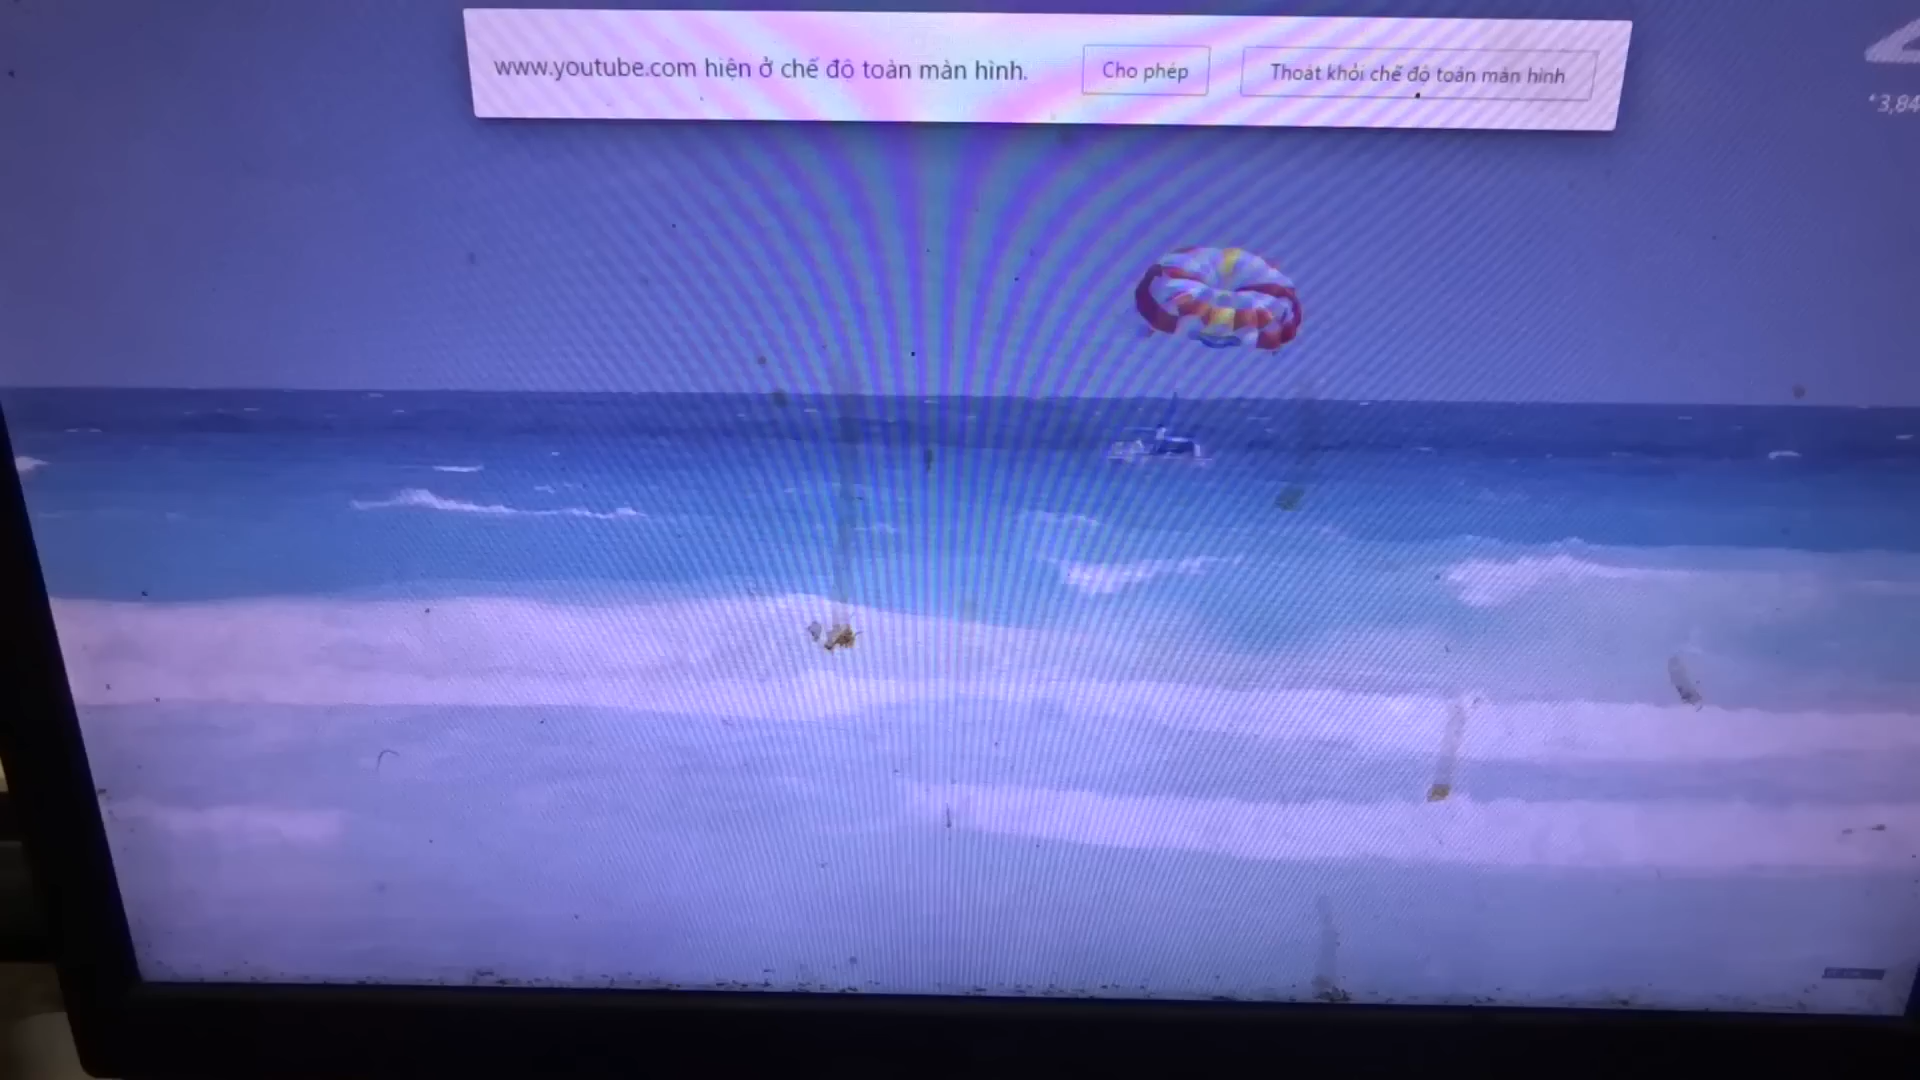 www.youtube.com hiện ở chế độ toàn màn hình.
Cho phép
Thoát khỏi chế độ toàn màn hình